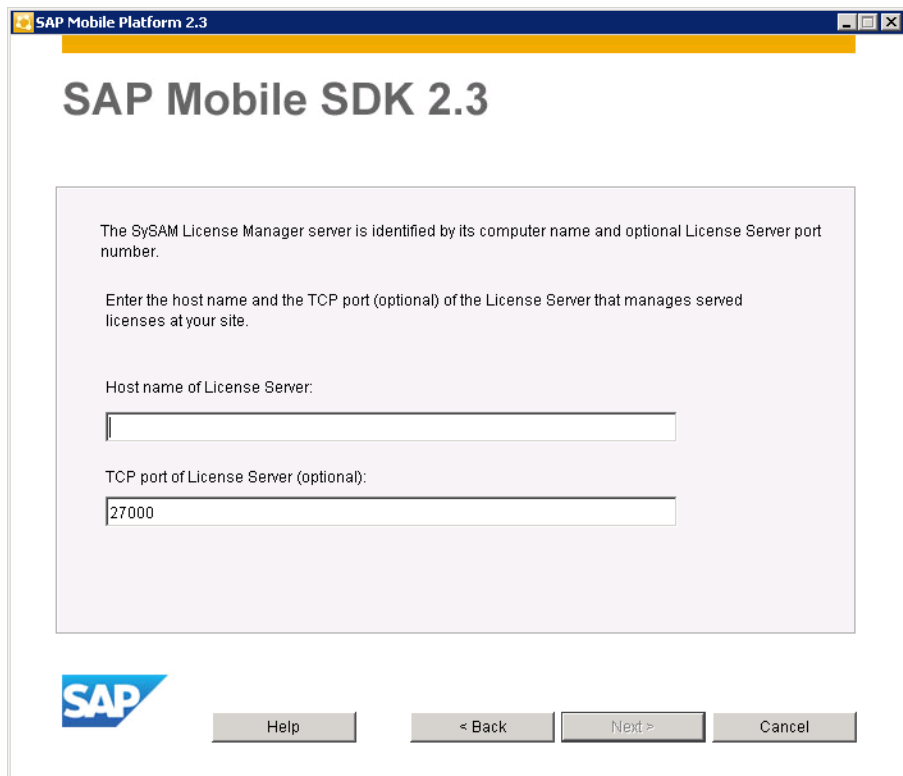 SAP Mobile Platform 2.3
SAP Mobile SDK 2.3
The SySAM License Manager server is identified by its computer name and optional License Server port
number.
Enter the host name and the TCP port (optional) of the License Server that manages served
licenses at your site.
Host name of License Server:
TCP port of License Server (optional):
27000
SAP
Help
< Back
Next >
Cancel